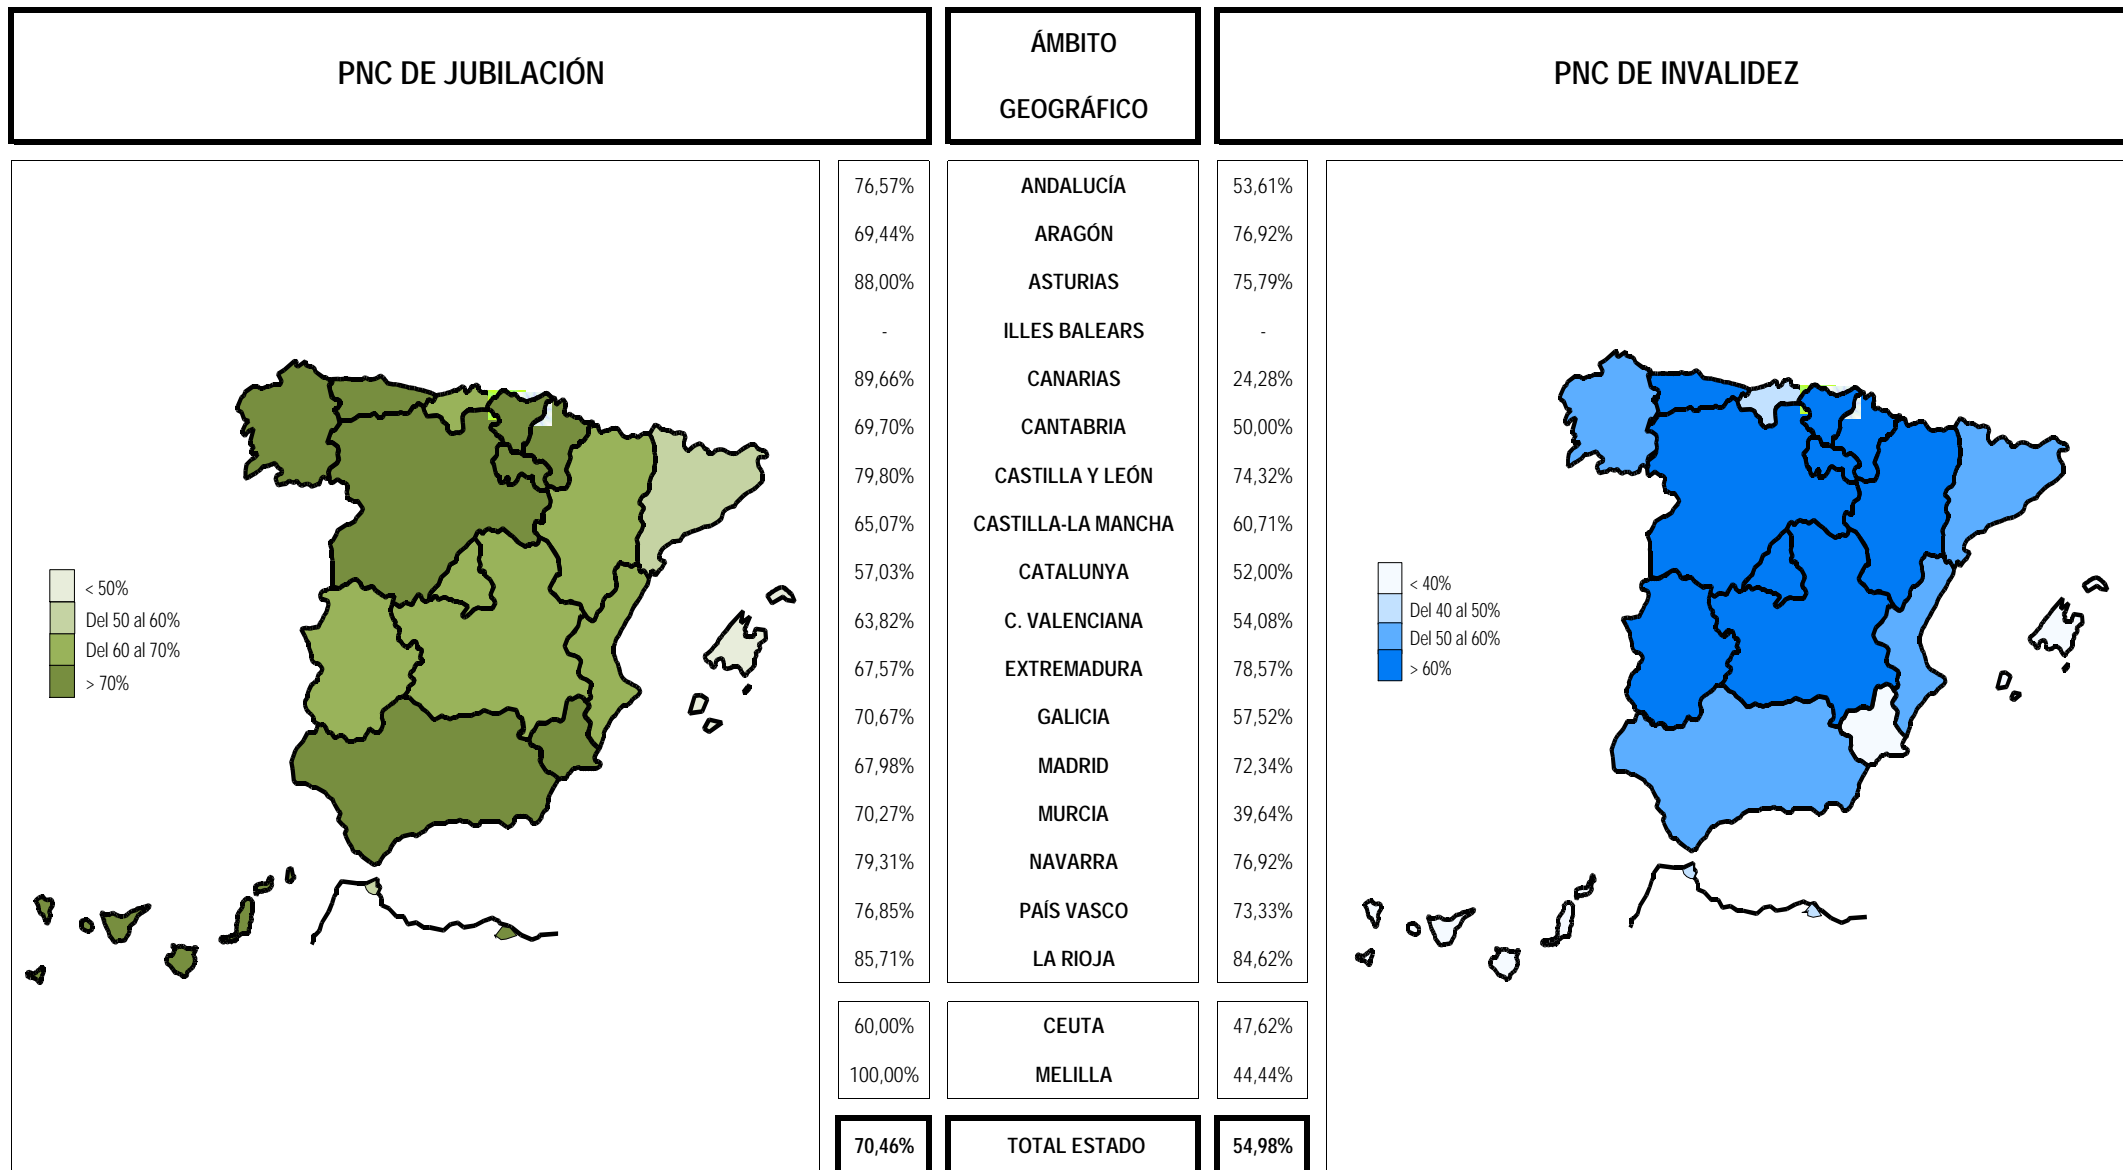 PNC DE JUBILACIÓN
ÁMBITO
GEOGRÁFICO
PNC DE INVALIDEZ
76,57% ANDALUCÍA 53,61%
69,44% ARAGÓN 76,92%
88,00% ASTURIAS 75,79%
- ILLES BALEARS -
89,66% CANARIAS 24,28%
69,70% CANTABRIA 50,00%
79,80% CASTILLA Y LEÓN 74,32%
65,07% CASTILLA-LA MANCHA 60,71%
57,03% CATALUNYA 52,00%
63,82% C. VALENCIANA 54,08%
67,57% EXTREMADURA 78,57%
70,67% GALICIA 57,52%
67,98% MADRID 72,34%
70,27% MURCIA 39,64%
79,31% NAVARRA 76,92%
76,85% PAÍS VASCO 73,33%
85,71% LA RIOJA 84,62%
60,00% CEUTA 47,62%
100,00% MELILLA 44,44%
70,46% TOTAL ESTADO 54,98%
< 50%
Del 50 al 60%
Del 60 al 70%
> 70%
< 40%
Del 40 al 50%
Del 50 al 60%
> 60%